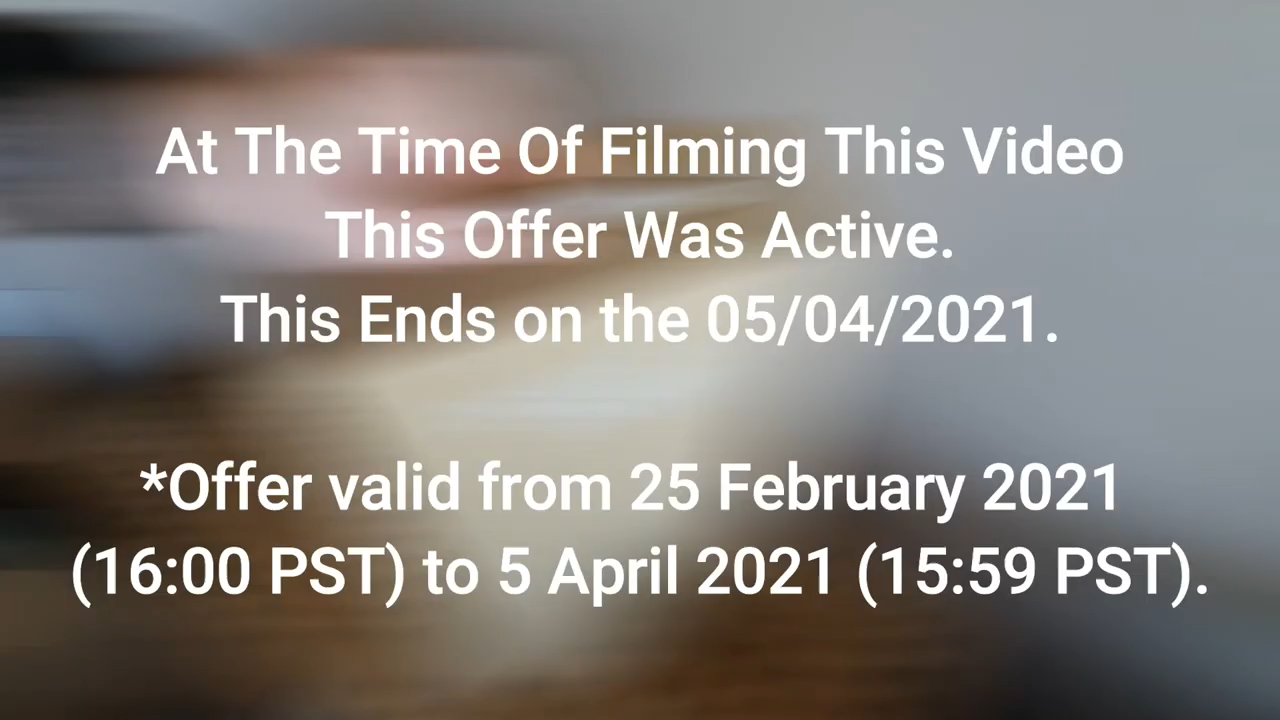 At The Time Of Filming This Video
This Offer Was Active.
This Ends on the 05/04/2021.
*Offer valid from 25 February 2021
(16:00 PST) to 5 April 2021 (15:59 PST).